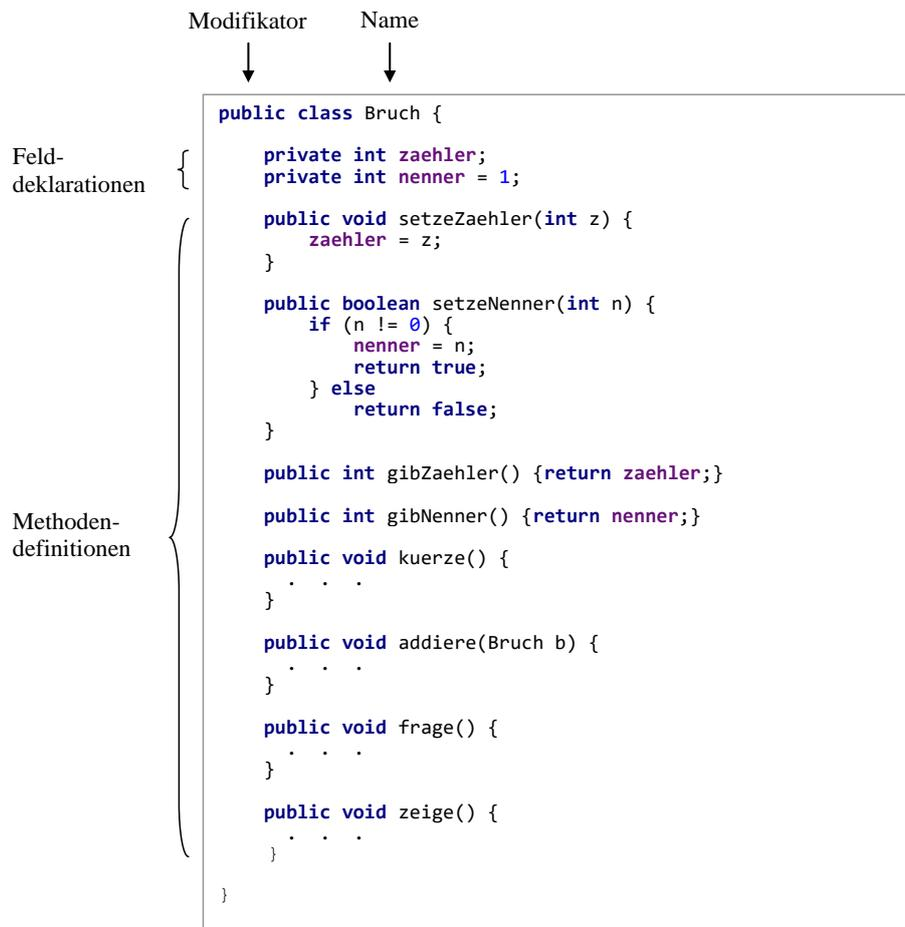 Modifikator Name
public class Bruch {
Feld-
deklarationen
private int zaehler;
private int nenner = 1;
public void setzeZaehler(int z) {
zaehler = z;
}
public boolean setzeNenner(int n) {
if (n != 0) {
nenner = n;
return true;
} else
return false;
}
public int gibZaehler() {return zaehler;}
Methoden-
definitionen
public int gibNenner() {return nenner;}
public void kuerze() {
. . .
}
public void addiere(Bruch b) {
. . .
}
public void frage() {
. . .
}
public void zeige() {
. . .
}
}